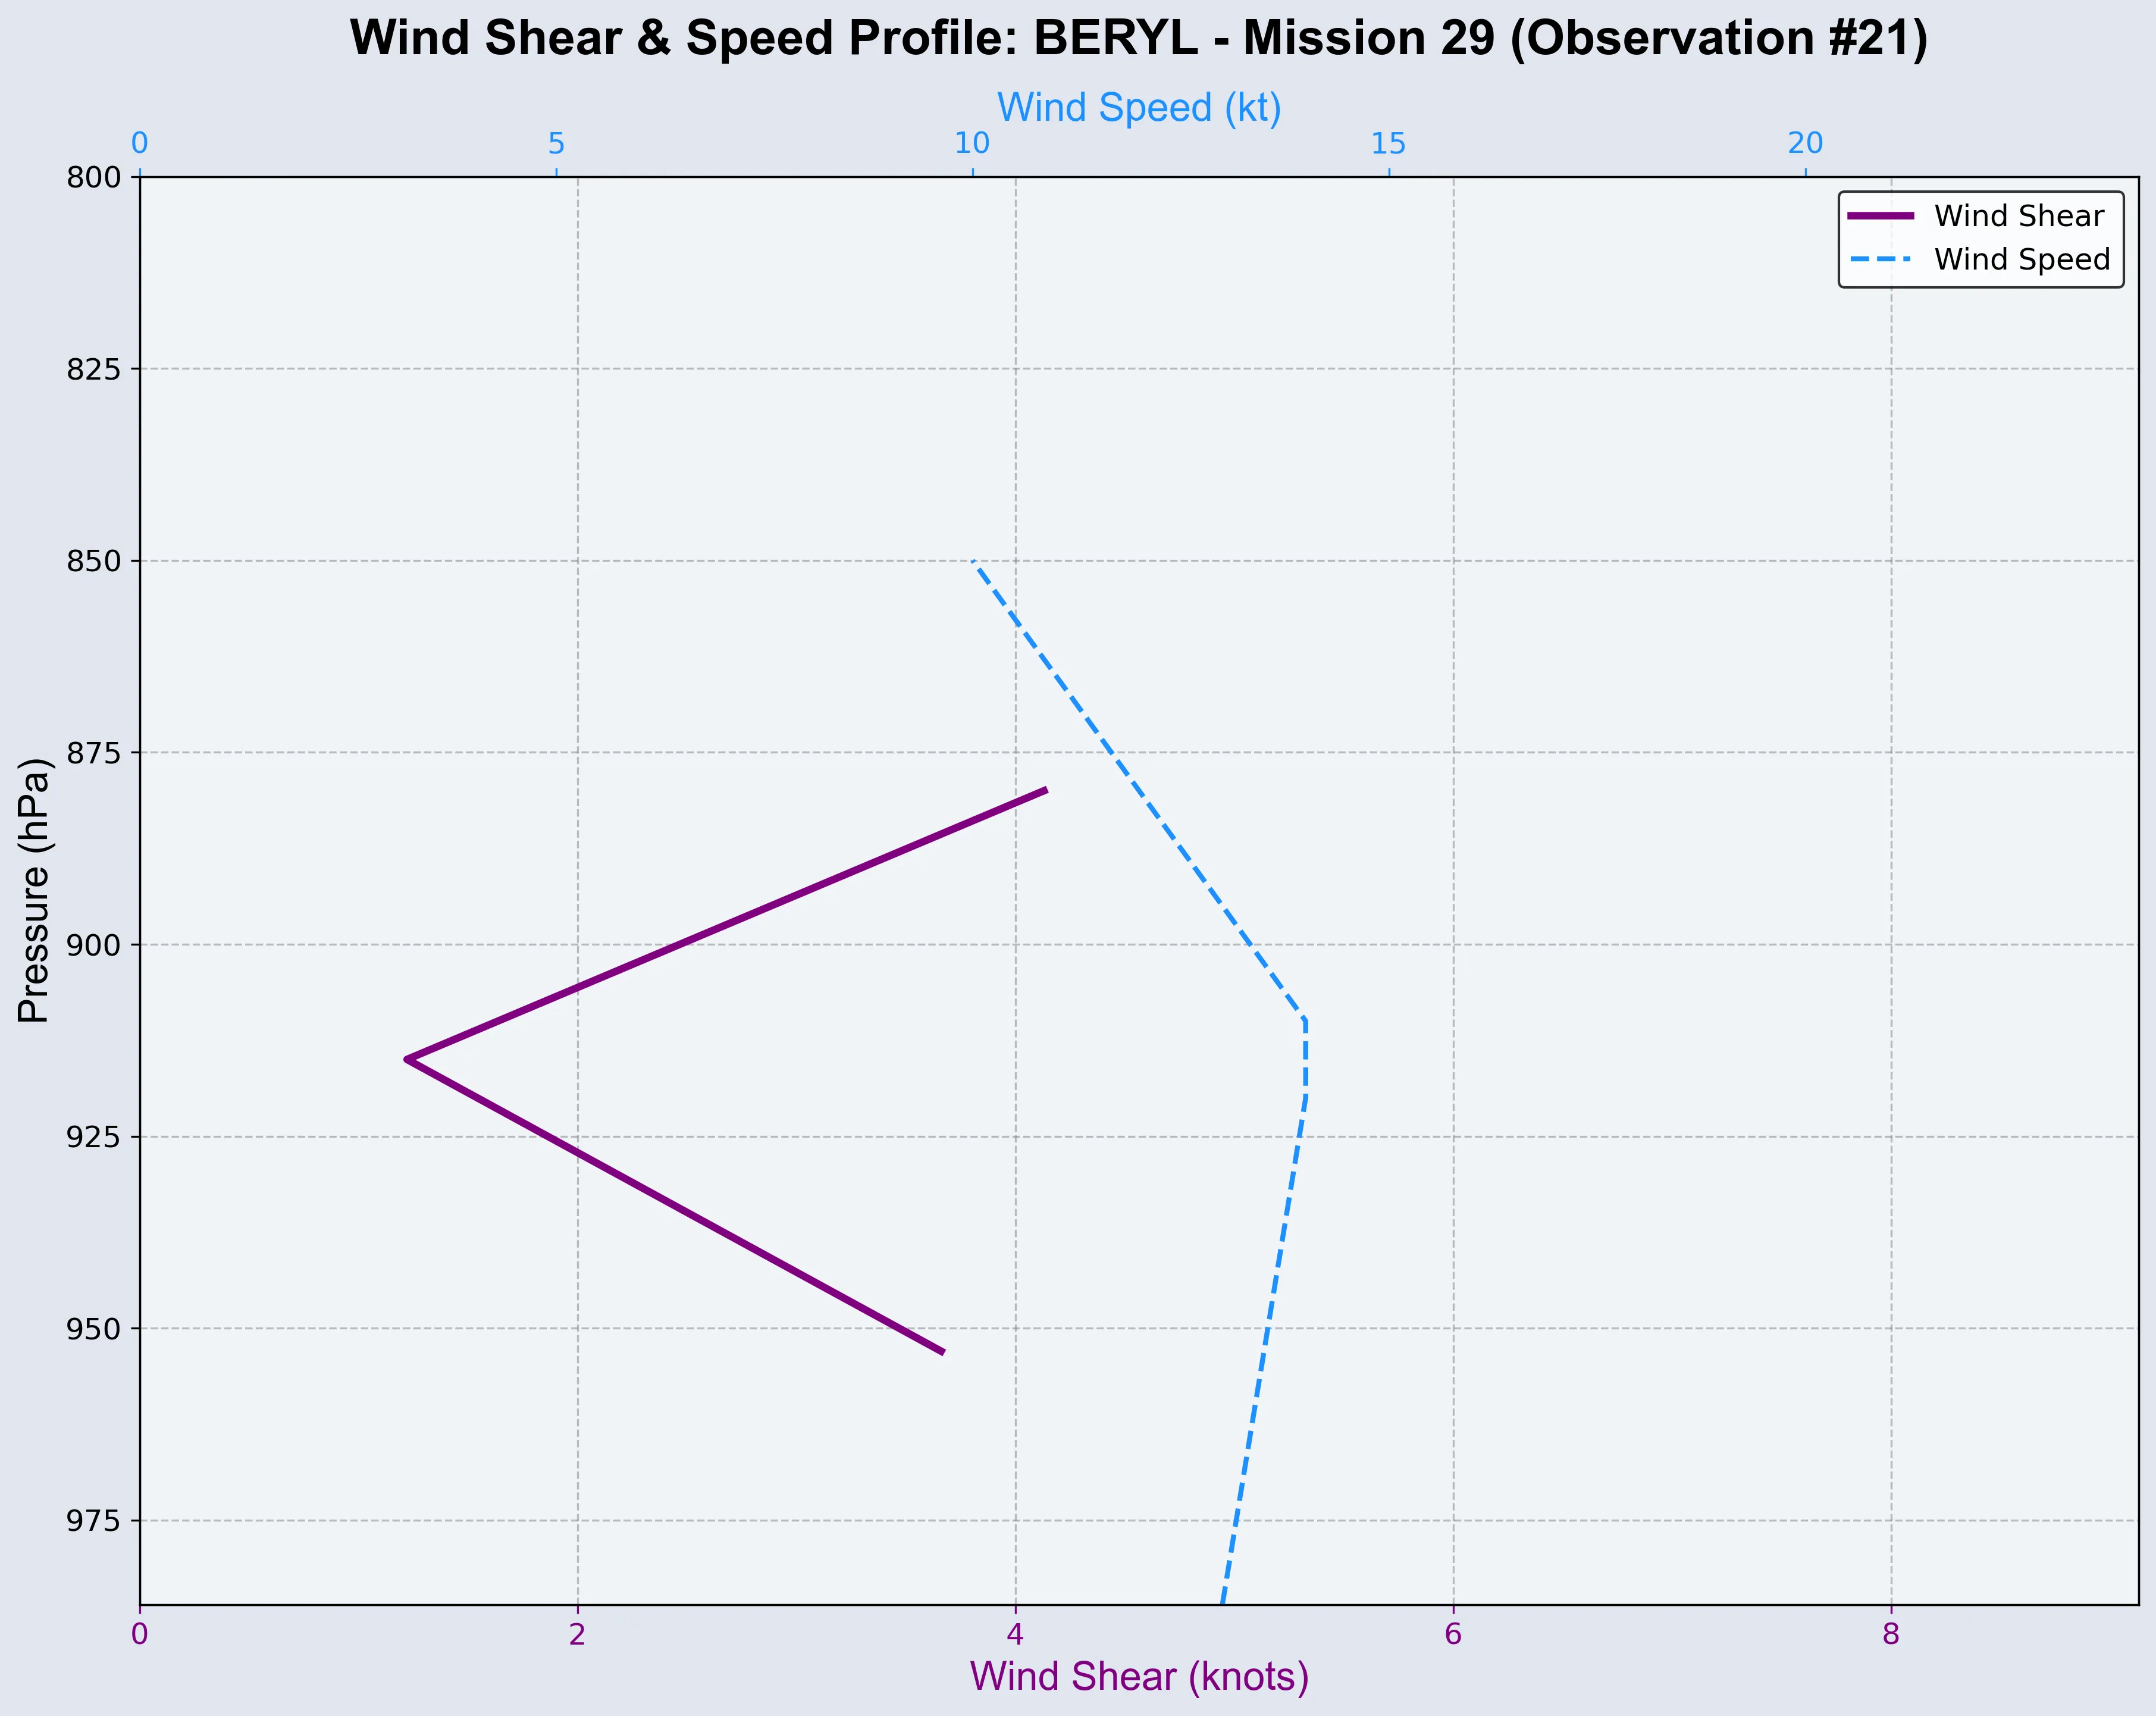 Wind Shear & Speed Profile: BERYL - Mission 29 (Observation #21)
Wind Speed (kt)
0 5 10 15 20
Wind Shear
Wind Speed
Pressure (hPa)
800
825
850
875
900
925
950
975
0 2 4 6 8
Wind Shear (knots)